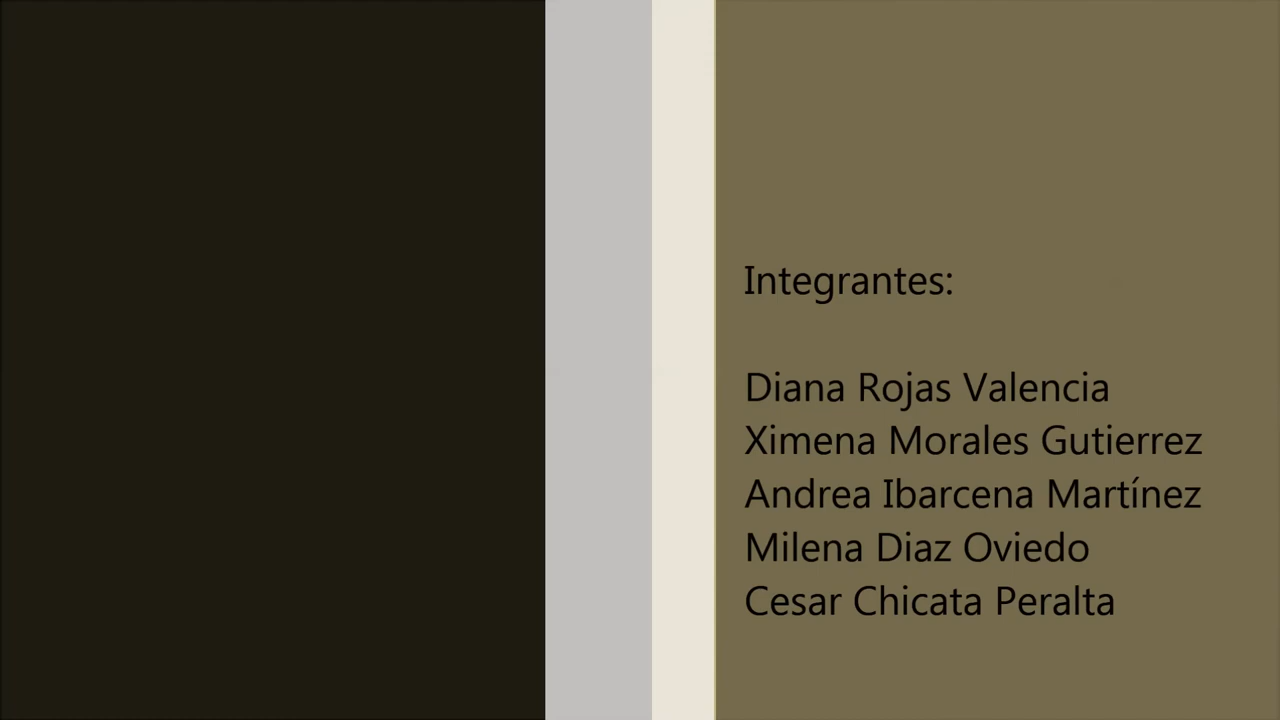 Integrantes:
Diana Rojas Valencia
Ximena Morales Gutierrez
Andrea Ibarcena Martínez
Milena Diaz Oviedo
Cesar Chicata Peralta